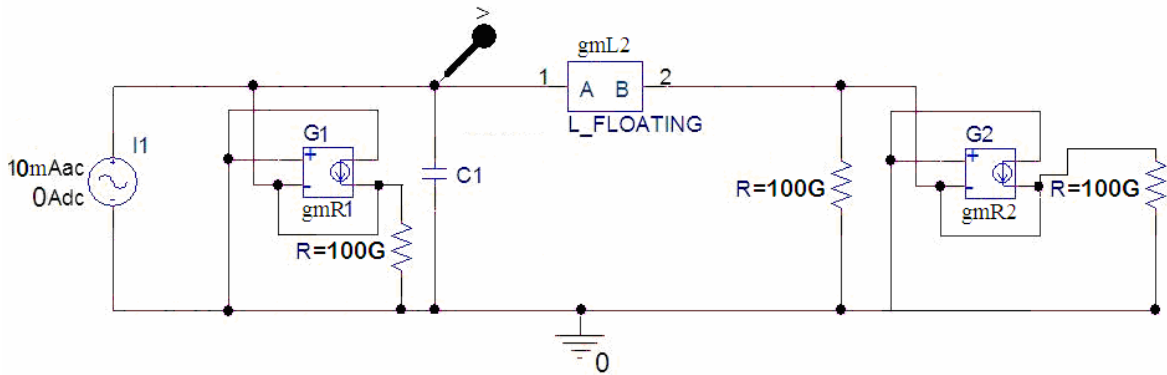 >
gmL2
1
A
B
2
L_FLOATING
G1
+
-
gmR1
I1
10mAac
0Adc
+
-
C1
R=100G
R=100G
G2
+
-
gmR2
R=100G
0